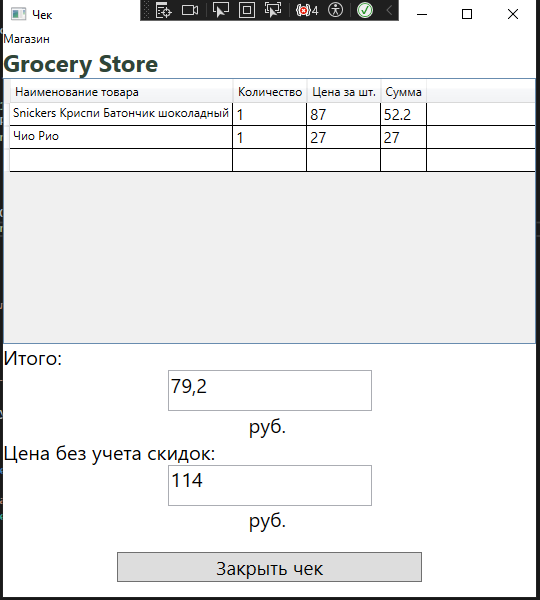 Чек
4
Магазин
Grocery Store
Наименование товара Количество Цена за шт. Сумма
Snickers Криспи Батончик шоколадный 1 87 52.2
Чио Рио 1 27 27
Итого:
79,2
руб.
Цена без учета скидок:
114
руб.
Закрыть чек